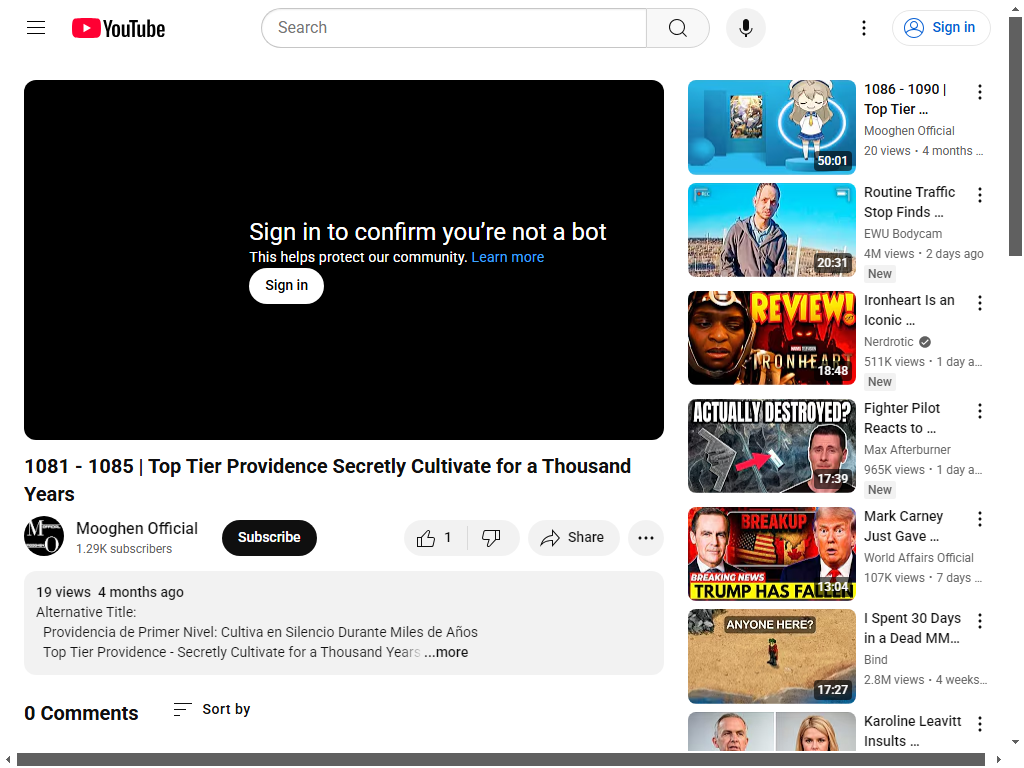 YouTube
Search
Sign in
Sign in to confirm you’re not a bot
This helps protect our community. Learn more
Sign in
1081 - 1085 | Top Tier Providence Secretly Cultivate for a Thousand
Years
Mooghen Official
1.29K subscribers
Subscribe
1
Share
19 views 4 months ago
Alternative Title:
Providencia de Primer Nivel: Cultiva en Silencio Durante Miles de Años
Top Tier Providence - Secretly Cultivate for a Thousand Years ...more
0 Comments
Sort by
50:01
1086 - 1090 |
Top Tier ...
Mooghen Official
20 views • 4 months ...
REC
20:31
Routine Traffic
Stop Finds ...
EWU Bodycam
4M views • 2 days ago
New
REVIEW!
IRONHEART
18:48
Ironheart Is an
Iconic ...
Nerdrotic
511K views • 1 day a...
New
ACTUALLY DESTROYED?
17:39
Fighter Pilot
Reacts to ...
Max Afterburner
965K views • 1 day a...
New
BREAKUP
BREAKING NEWS
TRUMP HAS FALLEN
13:04
Mark Carney
Just Gave ...
World Affairs Official
107K views • 7 days ...
ANYONE HERE?
17:27
I Spent 30 Days
in a Dead MM...
Bind
2.8M views • 4 weeks...
Karoline Leavitt
Insults ...